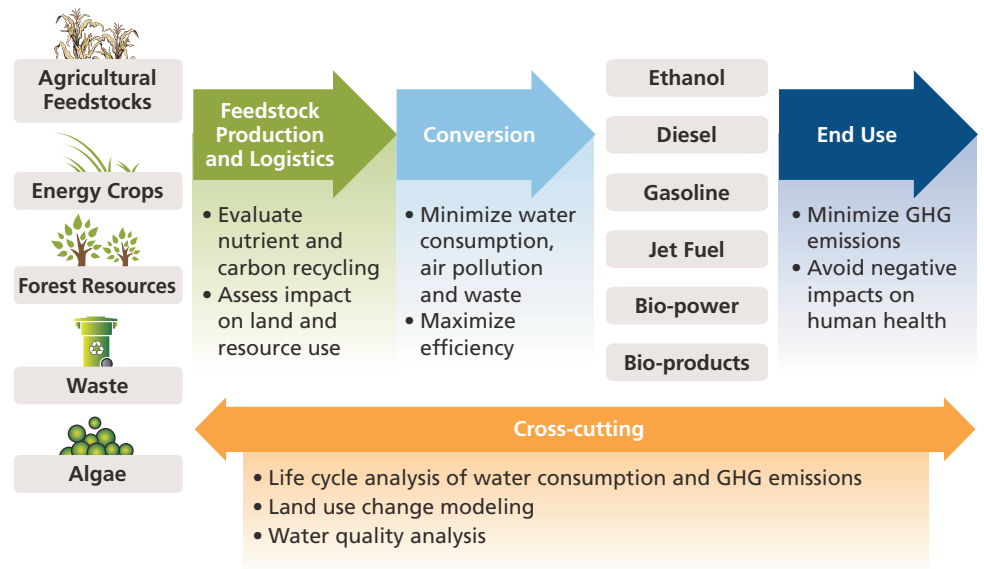 Agricultural
Feedstocks
Energy Crops
Forest Resources
Waste
Algae
Feedstock
Production
and Logistics
• Evaluate
nutrient and
carbon recycling
• Assess impact
on land and
resource use
Conversion
• Minimize water
consumption,
air pollution
and waste
• Maximize
efficiency
Ethanol
Diesel
Gasoline
Jet Fuel
Bio-power
Bio-products
End Use
• Minimize GHG
emissions
• Avoid negative
impacts on
human health
Cross-cutting
• Life cycle analysis of water consumption and GHG emissions
• Land use change modeling
• Water quality analysis